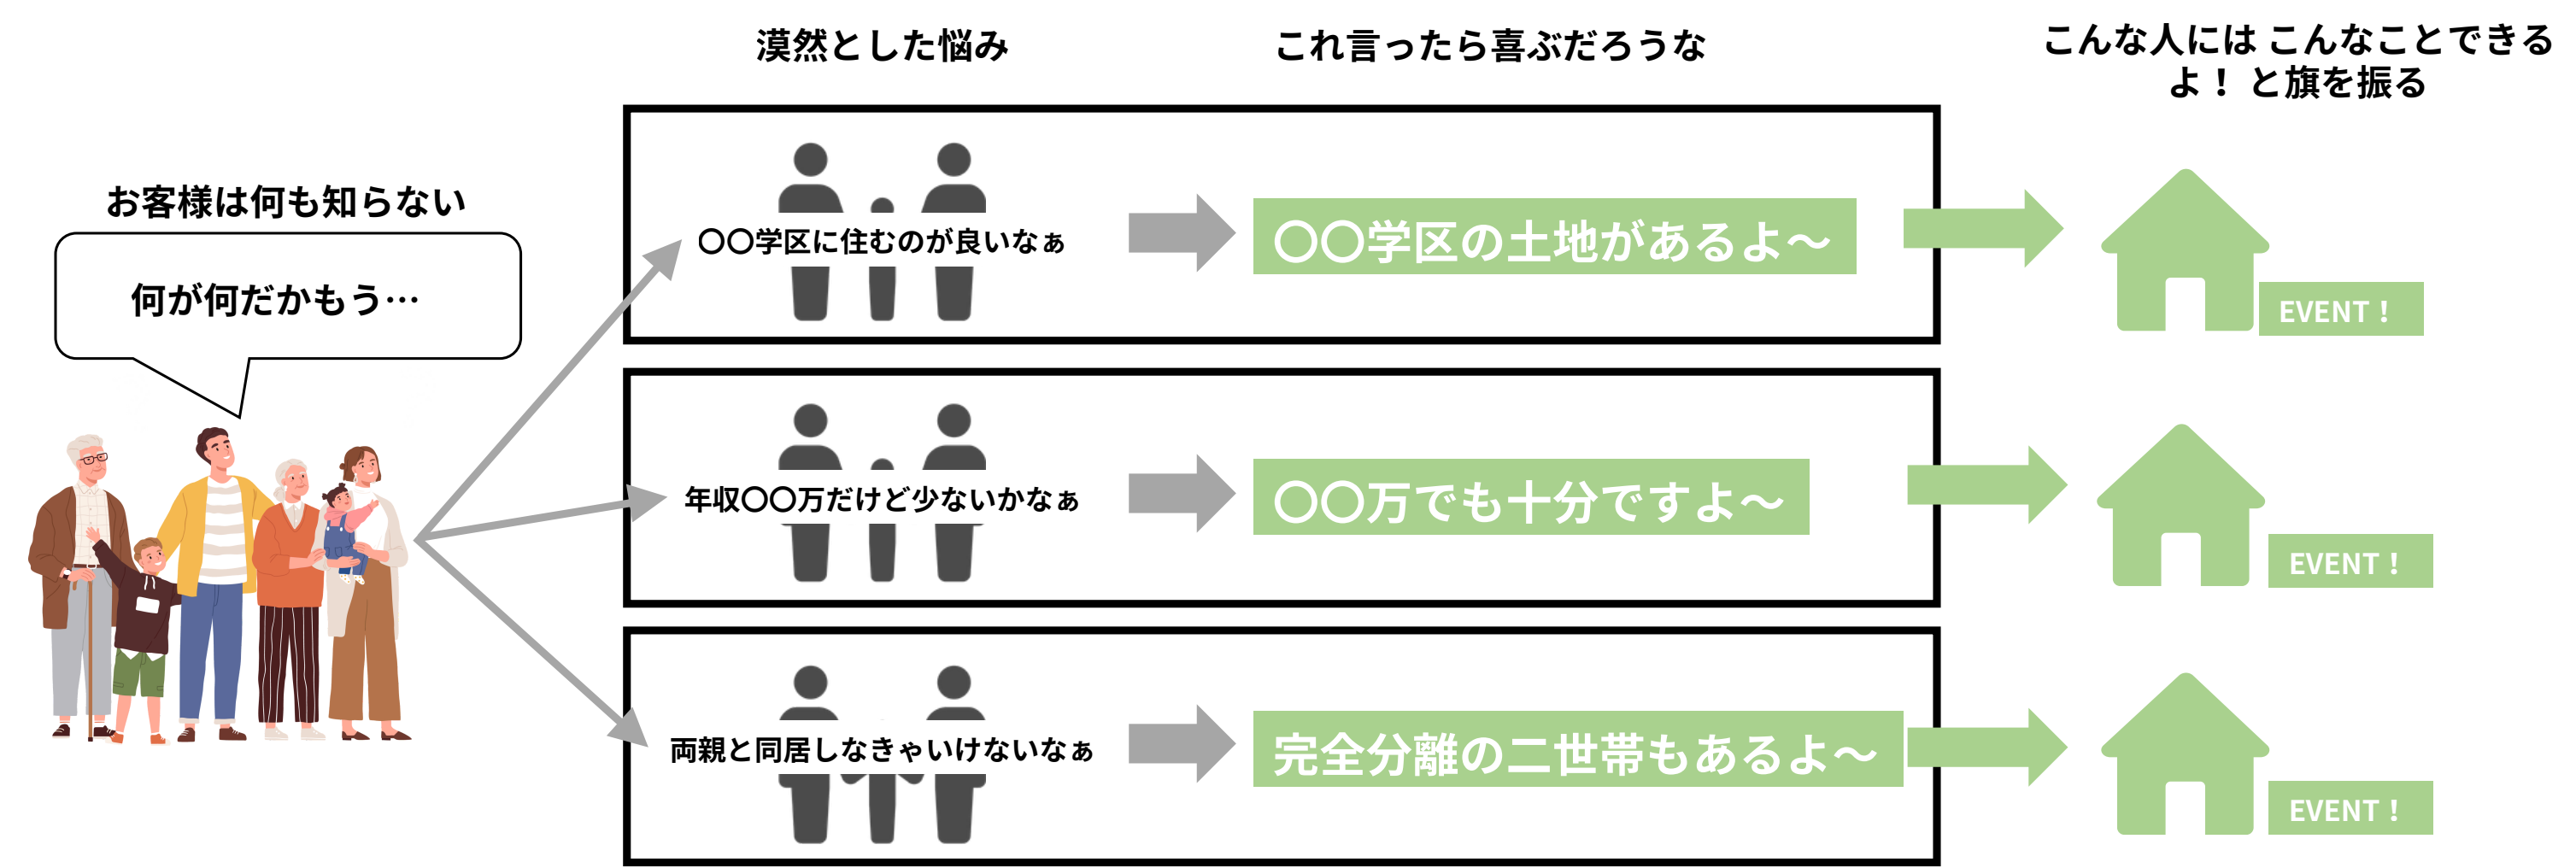 漠然とした悩み
これ言ったら喜ぶだろうな
こんな人には こんなことできる
よ！ と旗を振る
お客様は何も知らない
何が何だかもう…
〇〇学区に住むのが良いなぁ
〇〇学区の土地があるよ～
EVENT！
年収〇〇万だけど少ないかなぁ
〇〇万でも十分ですよ～
EVENT！
両親と同居しなきゃいけないなぁ
完全分離の二世帯もあるよ～
EVENT！